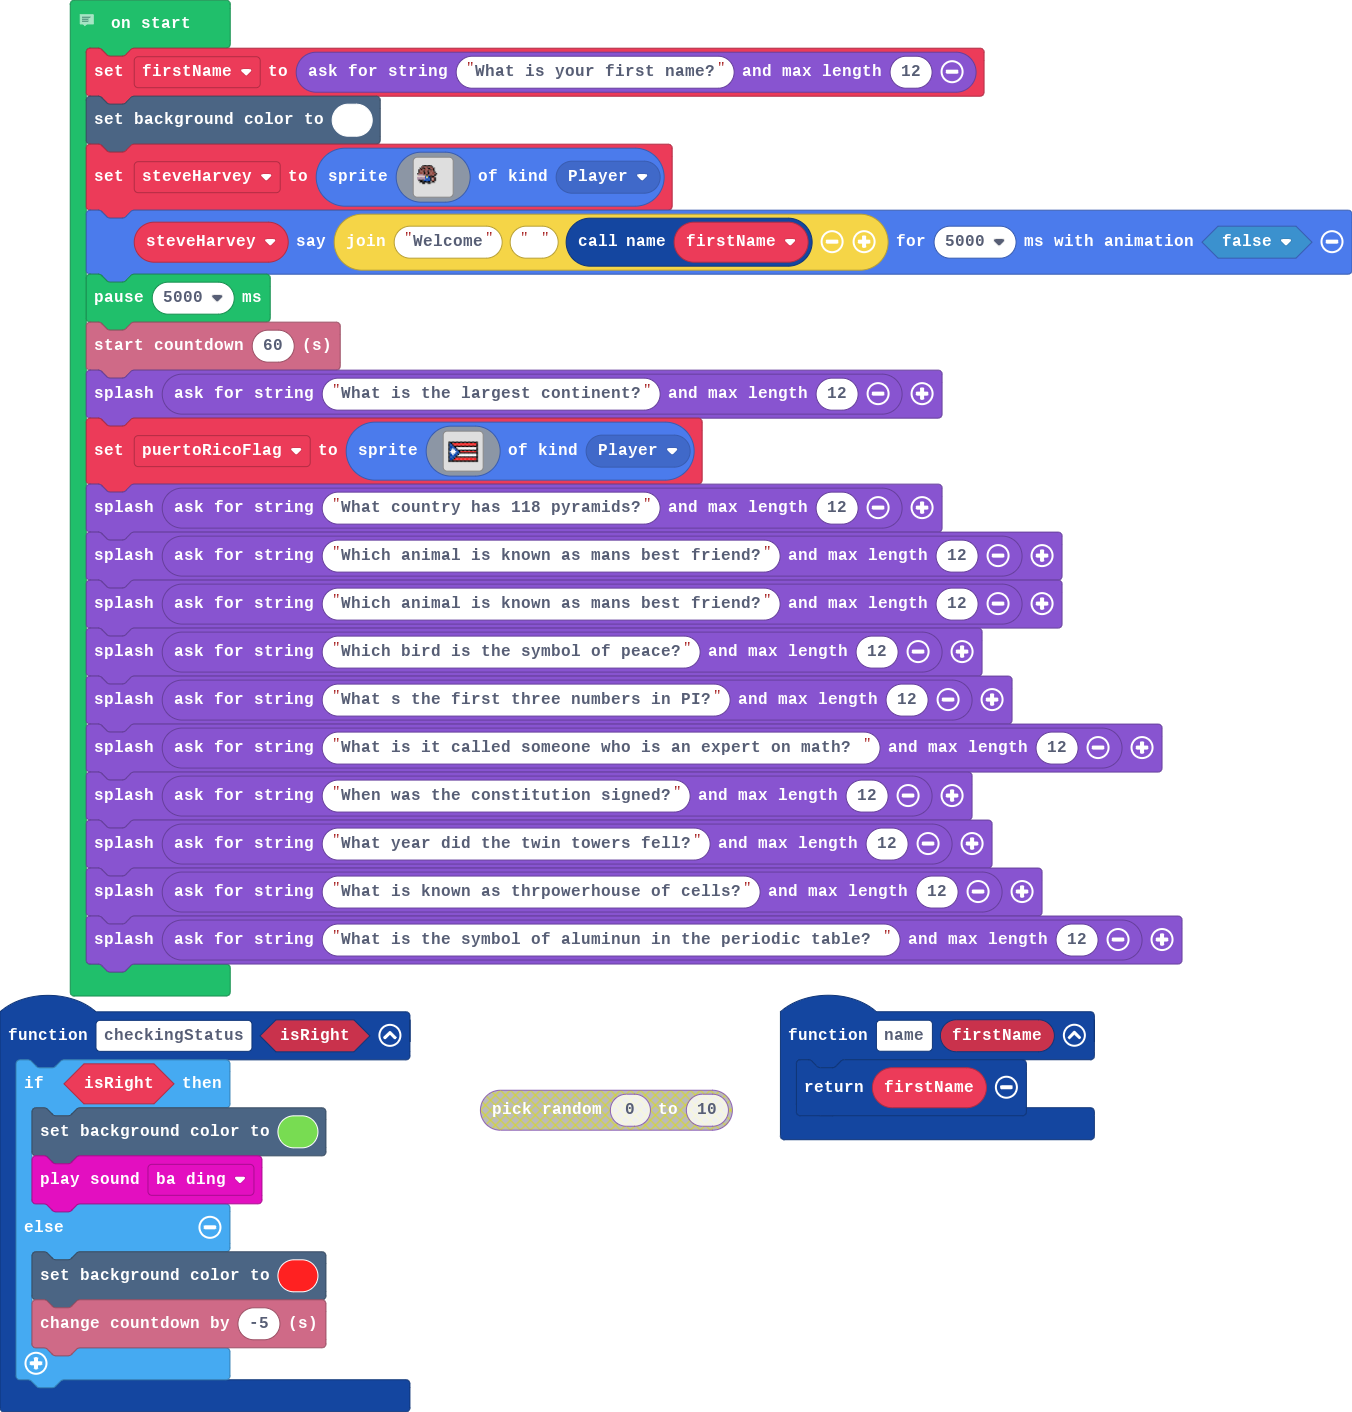 on start
set firstName to ask for string "What is your first name?" and max length 12
set background color to
set steveHarvey to sprite of kind Player
steveHarvey say join "Welcome" " " call name firstName for 5000 ms with animation false
pause 5000 ms
start countdown 60 (s)
splash ask for string "What is the largest continent?" and max length 12
set puertoRicoFlag to sprite of kind Player
splash ask for string "What country has 118 pyramids?" and max length 12
splash ask for string "Which animal is known as mans best friend?" and max length 12
splash ask for string "Which animal is known as mans best friend?" and max length 12
splash ask for string "Which bird is the symbol of peace?" and max length 12
splash ask for string "What s the first three numbers in PI?" and max length 12
splash ask for string "What is it called someone who is an expert on math? " and max length 12
splash ask for string "When was the constitution signed?" and max length 12
splash ask for string "What year did the twin towers fell?" and max length 12
splash ask for string "What is known as thrpowerhouse of cells?" and max length 12
splash ask for string "What is the symbol of aluminun in the periodic table? " and max length 12
function checkingStatus isRight
if isRight then
set background color to
play sound ba ding
else
set background color to
change countdown by -5 (s)
pick random 0 to 10
function name firstName
return firstName